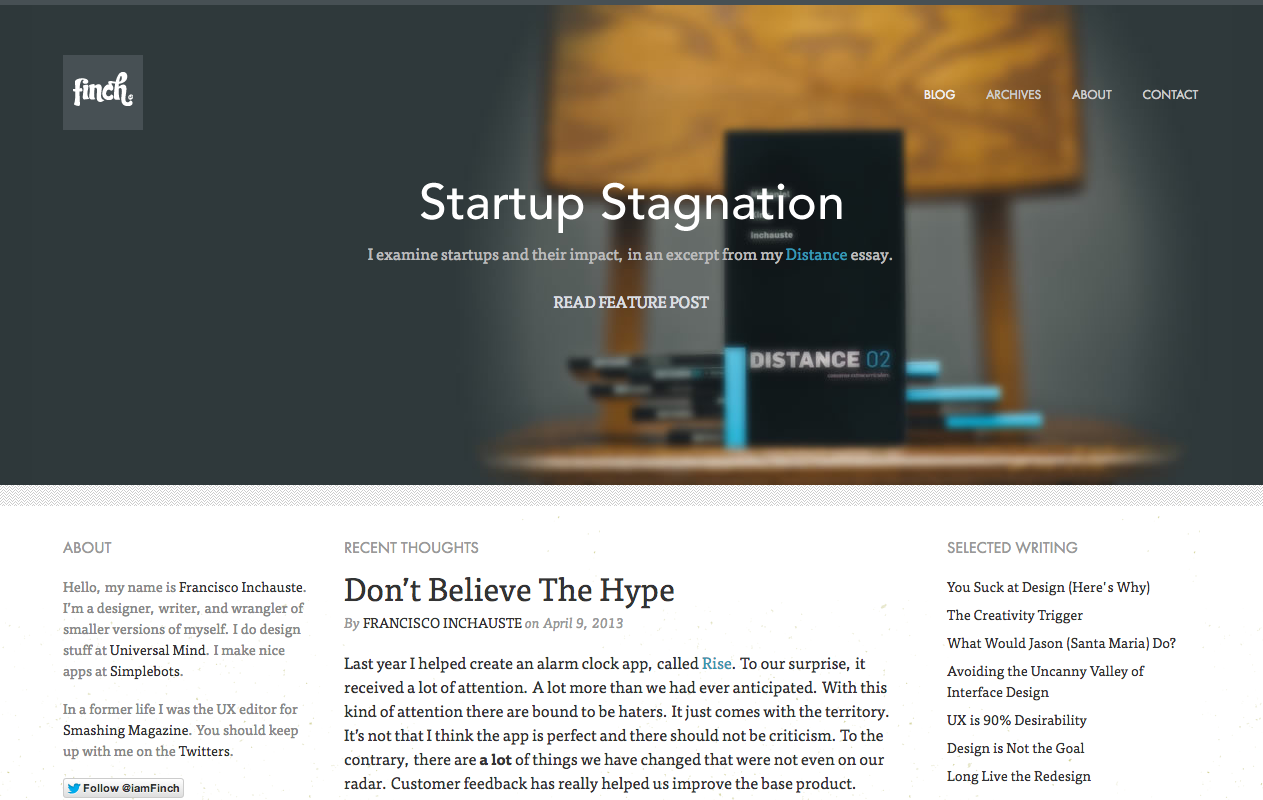 finch
BLOG ARCHIVES ABOUT CONTACT
Startup Stagnation
Inchauste
I examine startups and their impact, in an excerpt from my Distance essay.
READ FEATURE POST
DISTANCE 02
ABOUT
Hello, my name is Francisco Inchauste.
I'm a designer, writer, and wrangler of
smaller versions of myself. I do design
stuff at Universal Mind. I make nice
apps at Simplebots.
In a former life I was the UX editor for
Smashing Magazine. You should keep
up with me on the Twitters.
Follow @iamFinch
RECENT THOUGHTS
Don't Believe The Hype
By FRANCISCO INCHAUSTE on April 9, 2013
Last year I helped create an alarm clock app, called Rise. To our surprise, it
received a lot of attention. A lot more than we had ever anticipated. With this
kind of attention there are bound to be haters. It just comes with the territory.
It's not that I think the app is perfect and there should not be criticism. To the
contrary, there are a lot of things we have changed that were not even on our
radar. Customer feedback has really helped us improve the base product.
SELECTED WRITING
You Suck at Design (Here's Why)
The Creativity Trigger
What Would Jason (Santa Maria) Do?
Avoiding the Uncanny Valley of
Interface Design
UX is 90% Desirability
Design is Not the Goal
Long Live the Redesign